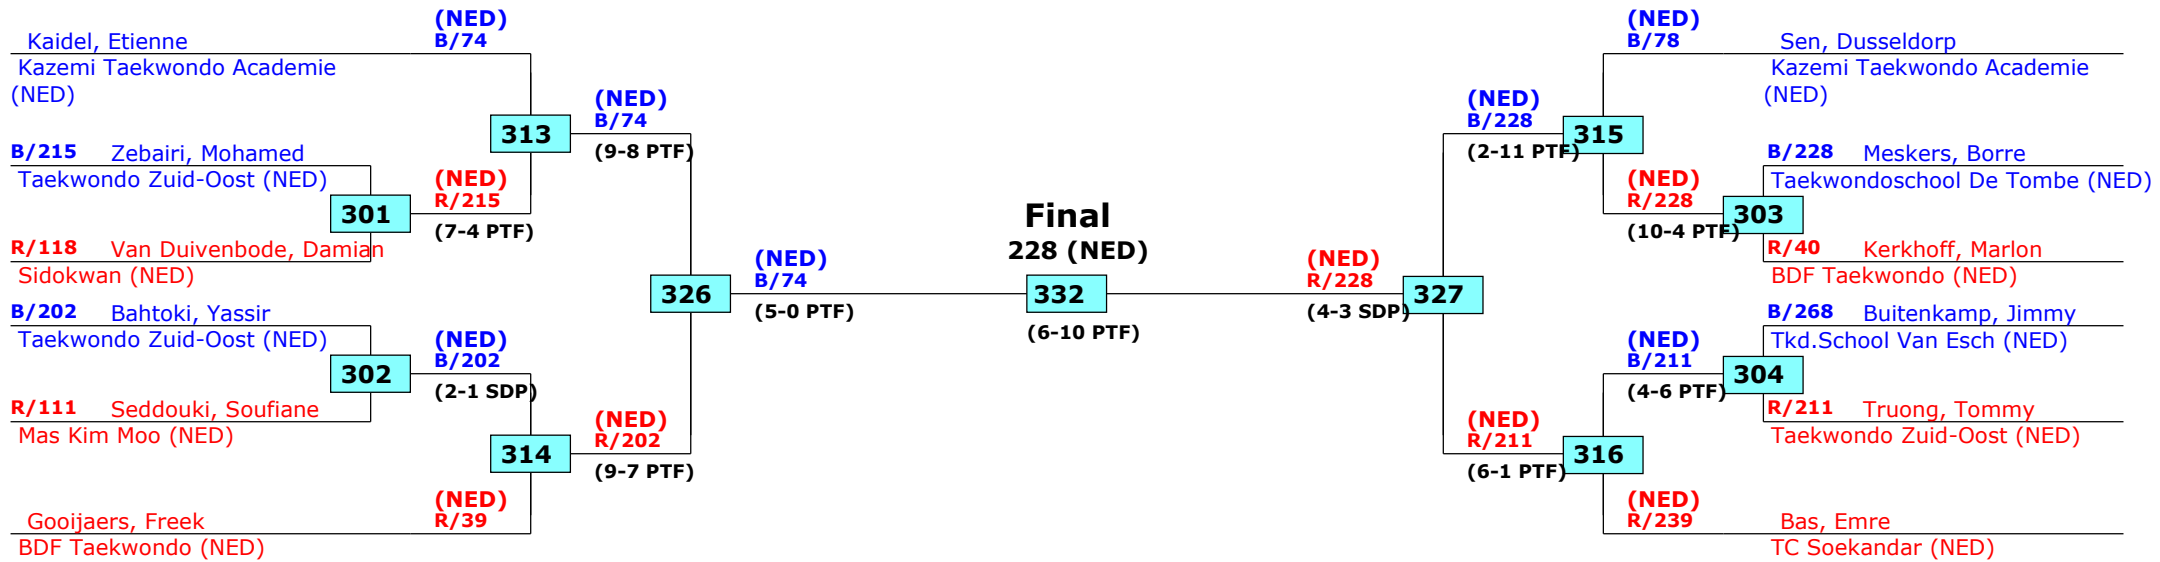 (NED)
B/74
Kaidel, Etienne
Kazemi Taekwondo Academie
(NED)
313
(NED)
B/74
(9-8 PTF)
B/215 Zebairi, Mohamed
Taekwondo Zuid-Oost (NED)
301
(NED)
R/215
(7-4 PTF)
R/118 Van Duivenbode, Damian
Sidokwan (NED)
326
(NED)
B/74
(5-0 PTF)
B/202 Bahtoki, Yassir
Taekwondo Zuid-Oost (NED)
302
(NED)
B/202
(2-1 SDP)
R/111 Seddouki, Soufiane
Mas Kim Moo (NED)
314
(NED)
R/202
(9-7 PTF)
(NED)
R/39
Gooijaers, Freek
BDF Taekwondo (NED)
Final
228 (NED)
332
(6-10 PTF)
(NED)
B/78
Sen, Dusseldorp
Kazemi Taekwondo Academie
(NED)
(NED)
B/228
(2-11 PTF)
315
B/228 Meskers, Borre
Taekwondoschool De Tombe (NED)
(NED)
R/228
(10-4 PTF)
303
R/40 Kerkhoff, Marlon
BDF Taekwondo (NED)
(NED)
R/228
(4-3 SDP)
327
B/268 Buitenkamp, Jimmy
Tkd.School Van Esch (NED)
(NED)
B/211
(4-6 PTF)
304
R/211 Truong, Tommy
Taekwondo Zuid-Oost (NED)
(NED)
R/211
(6-1 PTF)
316
(NED)
R/239
Bas, Emre
TC Soekandar (NED)